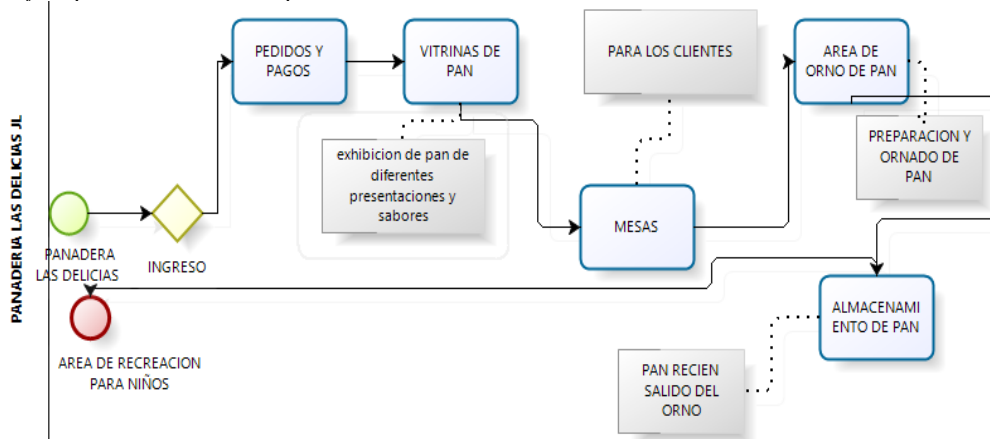 PANADERIA LAS DELICIAS JL
PEDIDOS Y
PAGOS
VITRINAS DE
PAN
PARA LOS CLIENTES
AREA DE
ORNO DE PAN
exhibicion de pan de
diferentes
presentaciones y
sabores
PREPARACION Y
ORNADO DE
PAN
MESAS
PANADERA
LAS DELICIAS
INGRESO
ALMACENAMI
ENTO DE PAN
AREA DE RECREACION
PARA NIÑOS
PAN RECIEN
SALIDO DEL
ORNO